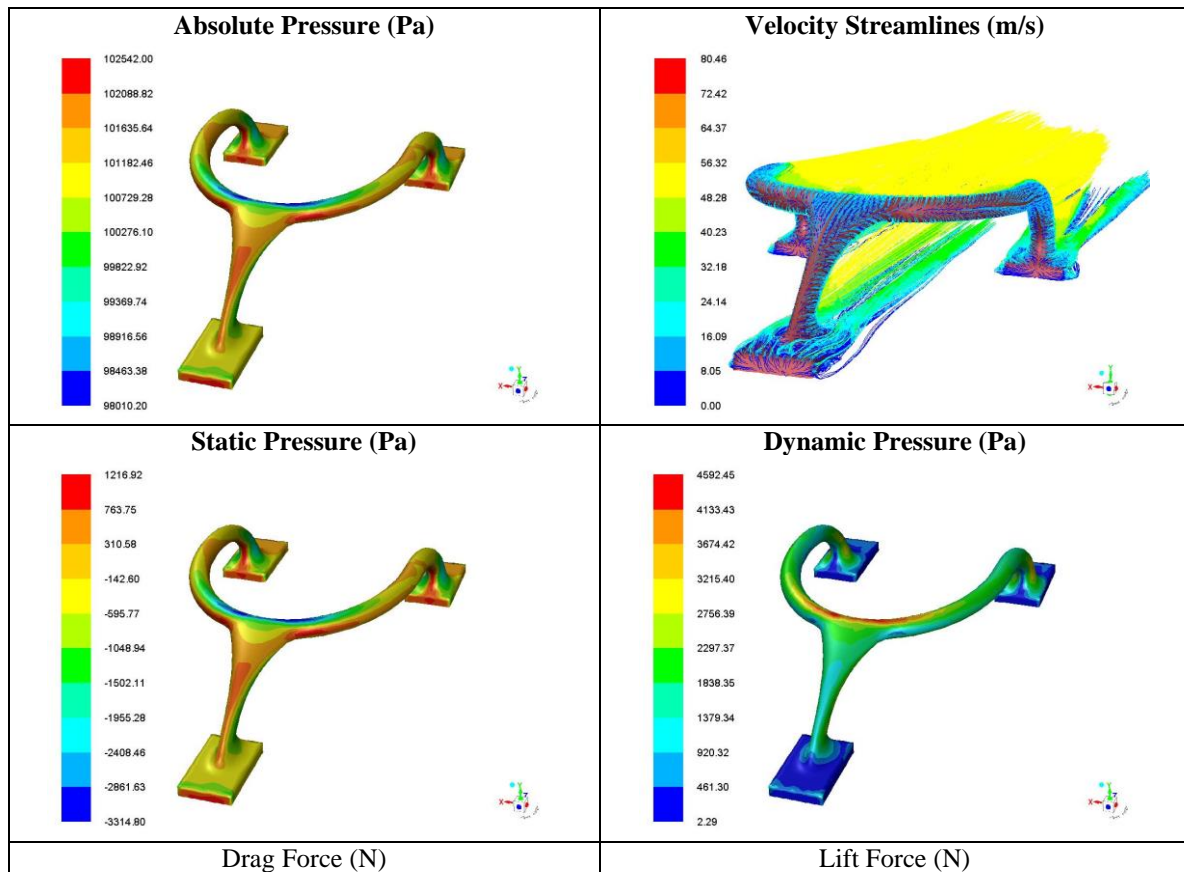 Absolute Pressure (Pa)
102542.00
102088.82
101635.64
101182.46
100729.28
100276.10
99822.92
99369.74
98916.56
98463.38
98010.20
X
Y
Z
Velocity Streamlines (m/s)
80.46
72.42
64.37
56.32
48.28
40.23
32.18
24.14
16.09
8.05
0.00
X
Y
Z
Static Pressure (Pa)
1216.92
763.75
310.58
-142.60
-595.77
-1048.94
-1502.11
-1955.28
-2408.46
-2861.63
-3314.80
X
Y
Z
Dynamic Pressure (Pa)
4592.45
4133.43
3674.42
3215.40
2756.39
2297.37
1838.35
1379.34
920.32
461.30
2.29
X
Y
Z
Drag Force (N)
Lift Force (N)